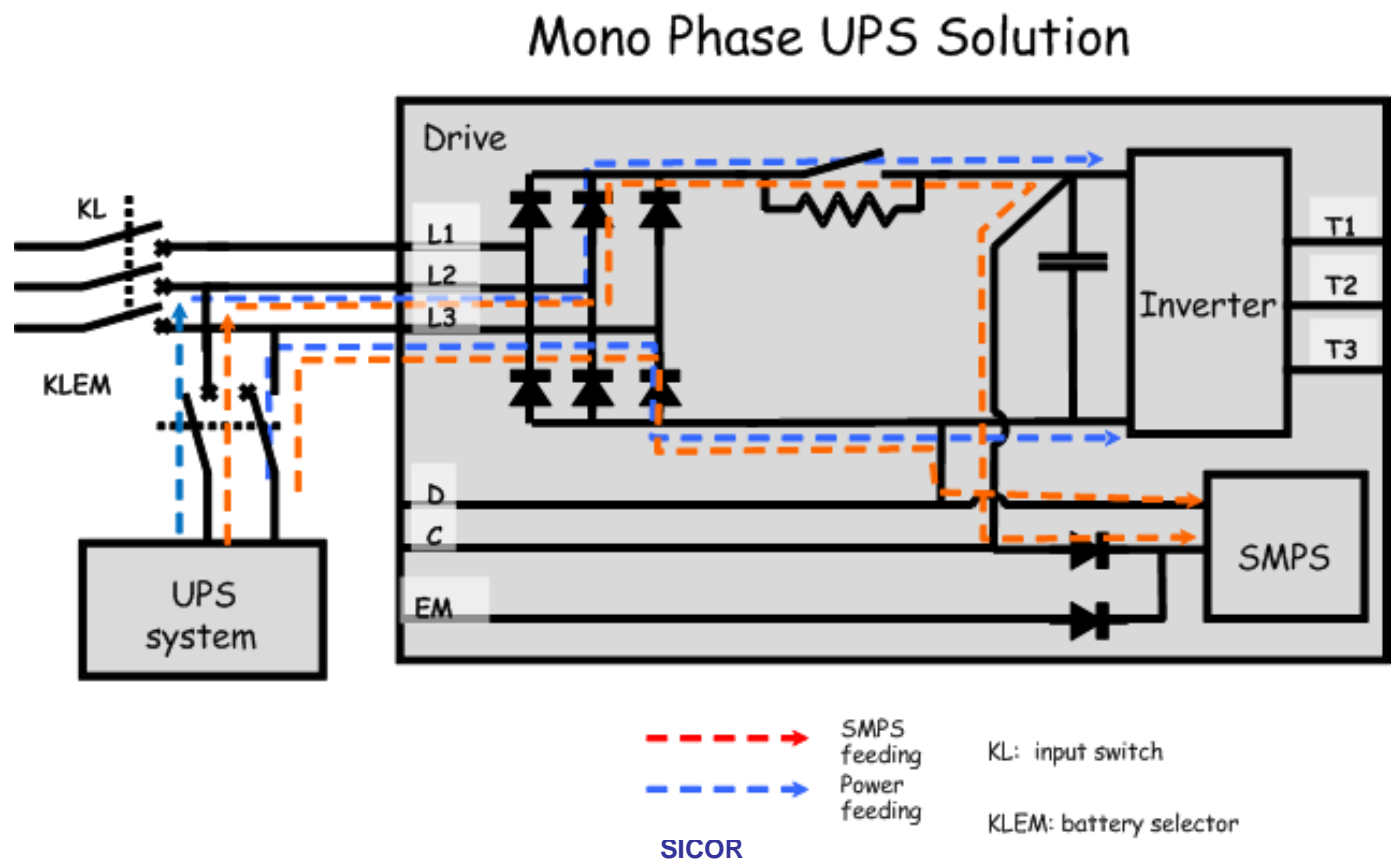 Mono Phase UPS Solution
Drive
KL
L1
L2
L3
KLEM
T1
T2
T3
Inverter
D
C
EM
SMPS
UPS
system
SMPS
feeding
Power
feeding
KL: input switch
KLEM: battery selector
SICOR